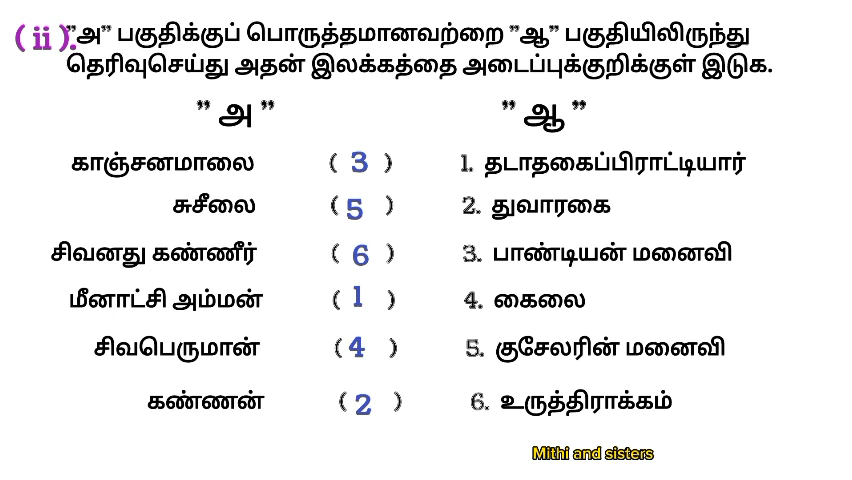 ( ii ). "அ" பகுதிக்குப் பொருத்தமானவற்றை "ஆ" பகுதியிலிருந்து
தெரிவுசெய்து அதன் இலக்கத்தை அடைப்புக்குறிக்குள் இடுக.
" அ " " ஆ "
காஞ்சனமாலை ( 3 ) 1. தடாதகைப்பிராட்டியார்
சுசீலை ( 5 ) 2. துவாரகை
சிவனது கண்ணீர் ( 6 ) 3. பாண்டியன் மனைவி
மீனாட்சி அம்மன் ( 1 ) 4. கைலை
சிவபெருமான் ( 4 ) 5. குசேலரின் மனைவி
கண்ணன் ( 2 ) 6. உருத்திராக்கம்
Mithi and sisters